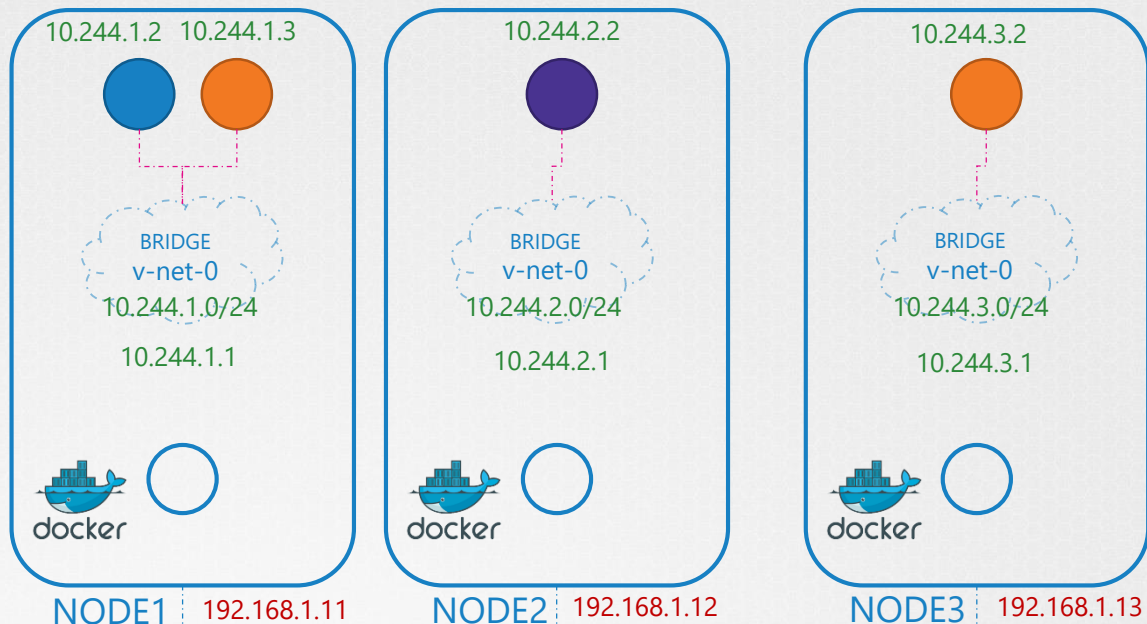 10.244.1.2 10.244.1.3
BRIDGE
v-net-0
10.244.1.0/24
10.244.1.1
docker
NODE1 192.168.1.11
10.244.2.2
BRIDGE
v-net-0
10.244.2.0/24
10.244.2.1
docker
NODE2 192.168.1.12
10.244.3.2
BRIDGE
v-net-0
10.244.3.0/24
10.244.3.1
docker
NODE3 192.168.1.13